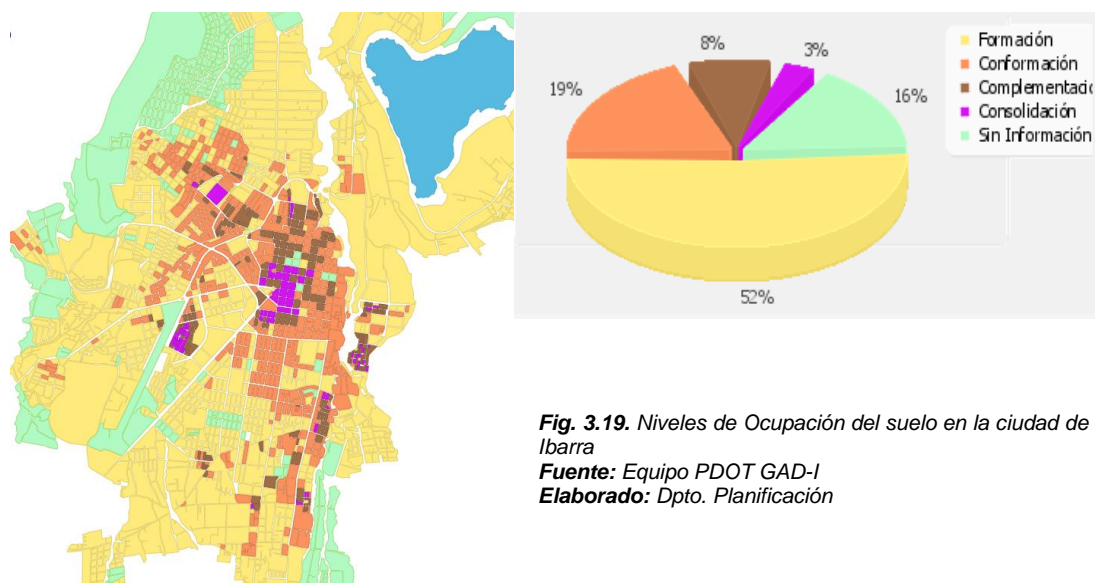 8%
3%
19%
16%
52%
Formación
Conformación
Complementació
Consolidación
Sin Información
Fig. 3.19. Niveles de Ocupación del suelo en la ciudad de
Ibarra
Fuente: Equipo PDOT GAD-I
Elaborado: Dpto. Planificación